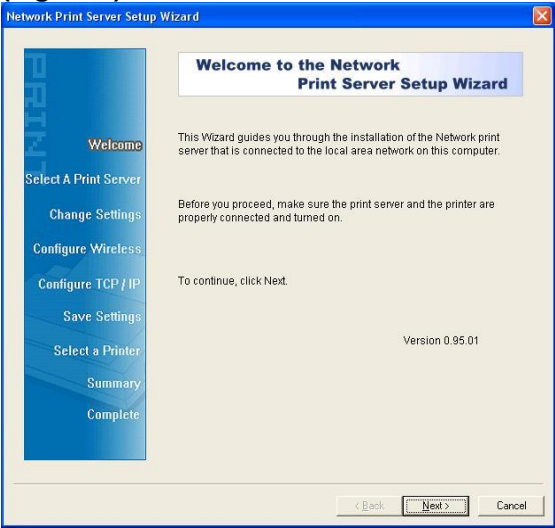 Network Print Server Setup Wizard
PRINT
Welcome to the Network
Print Server Setup Wizard
Welcome
Select A Print Server
Change Settings
Configure Wireless
Configure TCP / IP
Save Settings
Select a Printer
Summary
Complete
This Wizard guides you through the installation of the Network print
server that is connected to the local area network on this computer.
Before you proceed, make sure the print server and the printer are
properly connected and turned on.
To continue, click Next.
Version 0.95.01
< Back
Next >
Cancel